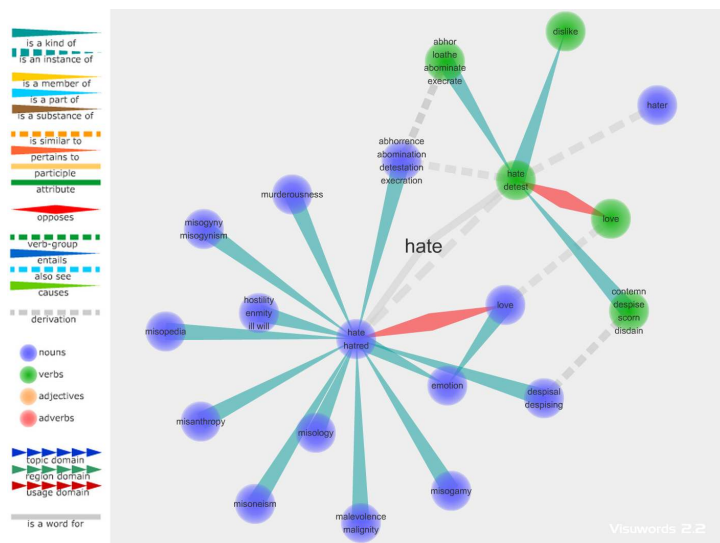 is a kind of
is an instance of
is a member of
is a part of
is a substance of
is similar to
pertains to
participle
attribute
opposes
verb-group
entails
also see
causes
derivation
nouns
verbs
adjectives
adverbs
topic domain
region domain
usage domain
is a word for
dislike
abhor
loathe
abominate
execrate
hater
abhorrence
abomination
detestation
execration
hate
detest
murderousness
misogyny
misogynism
love
hate
contemn
despise
scorn
disdain
hostility
enmity
ill will
love
misopedia
hate
hatred
emotion
despisal
despising
misanthropy
misology
misogamy
misoneism
malevolence
malignity
Visuwords 2.2